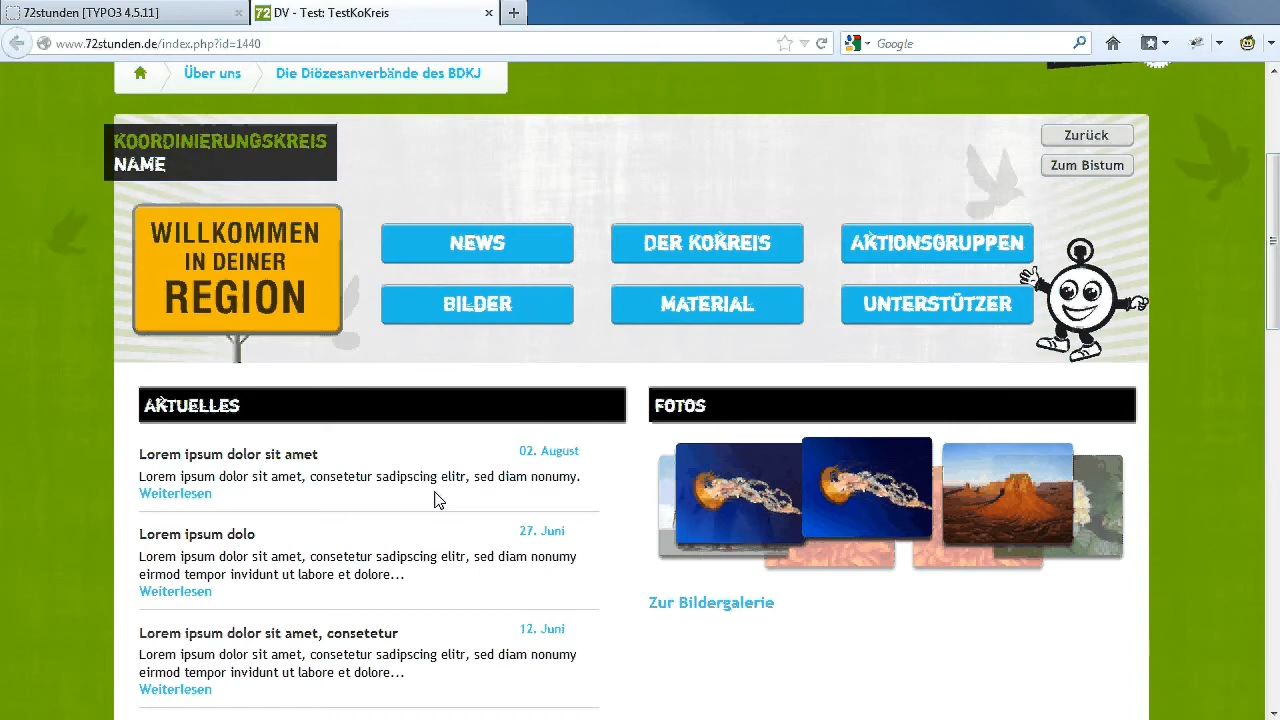 72stunden [TYPO3 4.5.11]
72 DV - Test: TestKoKreis
www.72stunden.de/index.php?id=1440
Google
Über uns
Die Diözesanverbände des BDKJ
KOORDINIERUNGSKREIS
NAME
Zurück
Zum Bistum
WILLKOMMEN
IN DEINER
REGION
NEWS
DER KOKREIS
AKTIONSGRUPPEN
BILDER
MATERIAL
UNTERSTÜTZER
AKTUELLES
Lorem ipsum dolor sit amet
02. August
Lorem ipsum dolor sit amet, consetetur sadipscing elitr, sed diam nonumy.
Weiterlesen
Lorem ipsum dolo
27. Juni
Lorem ipsum dolor sit amet, consetetur sadipscing elitr, sed diam nonumy
eirmod tempor invidunt ut labore et dolore...
Weiterlesen
Lorem ipsum dolor sit amet, consetetur
12. Juni
Lorem ipsum dolor sit amet, consetetur sadipscing elitr, sed diam nonumy
eirmod tempor invidunt ut labore et dolore...
Weiterlesen
FOTOS
Zur Bildergalerie